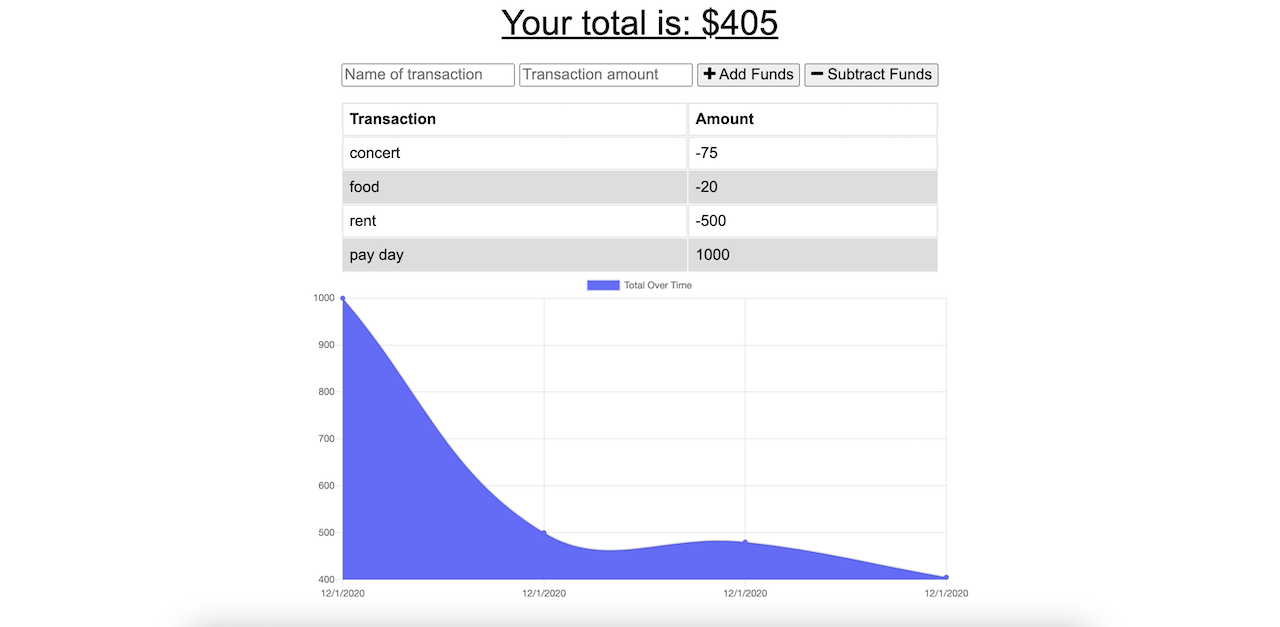 Your total is: $405
Name of transaction Transaction amount + Add Funds − Subtract Funds
Transaction Amount
concert -75
food -20
rent -500
pay day 1000
Total Over Time
1000
900
800
700
600
500
400
12/1/2020 12/1/2020 12/1/2020 12/1/2020